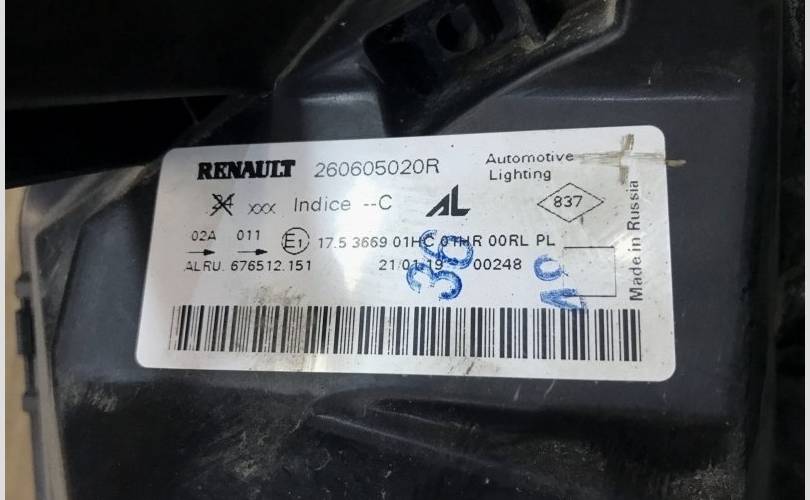 RENAULT 260605020R
Automotive
Lighting
XXX Indice --C AL
837
02A 011
E1 17.5 3669 01HC 01HR 00RL PL
ALRU. 676512.151 21 01 19 00248
Made in Russia
36